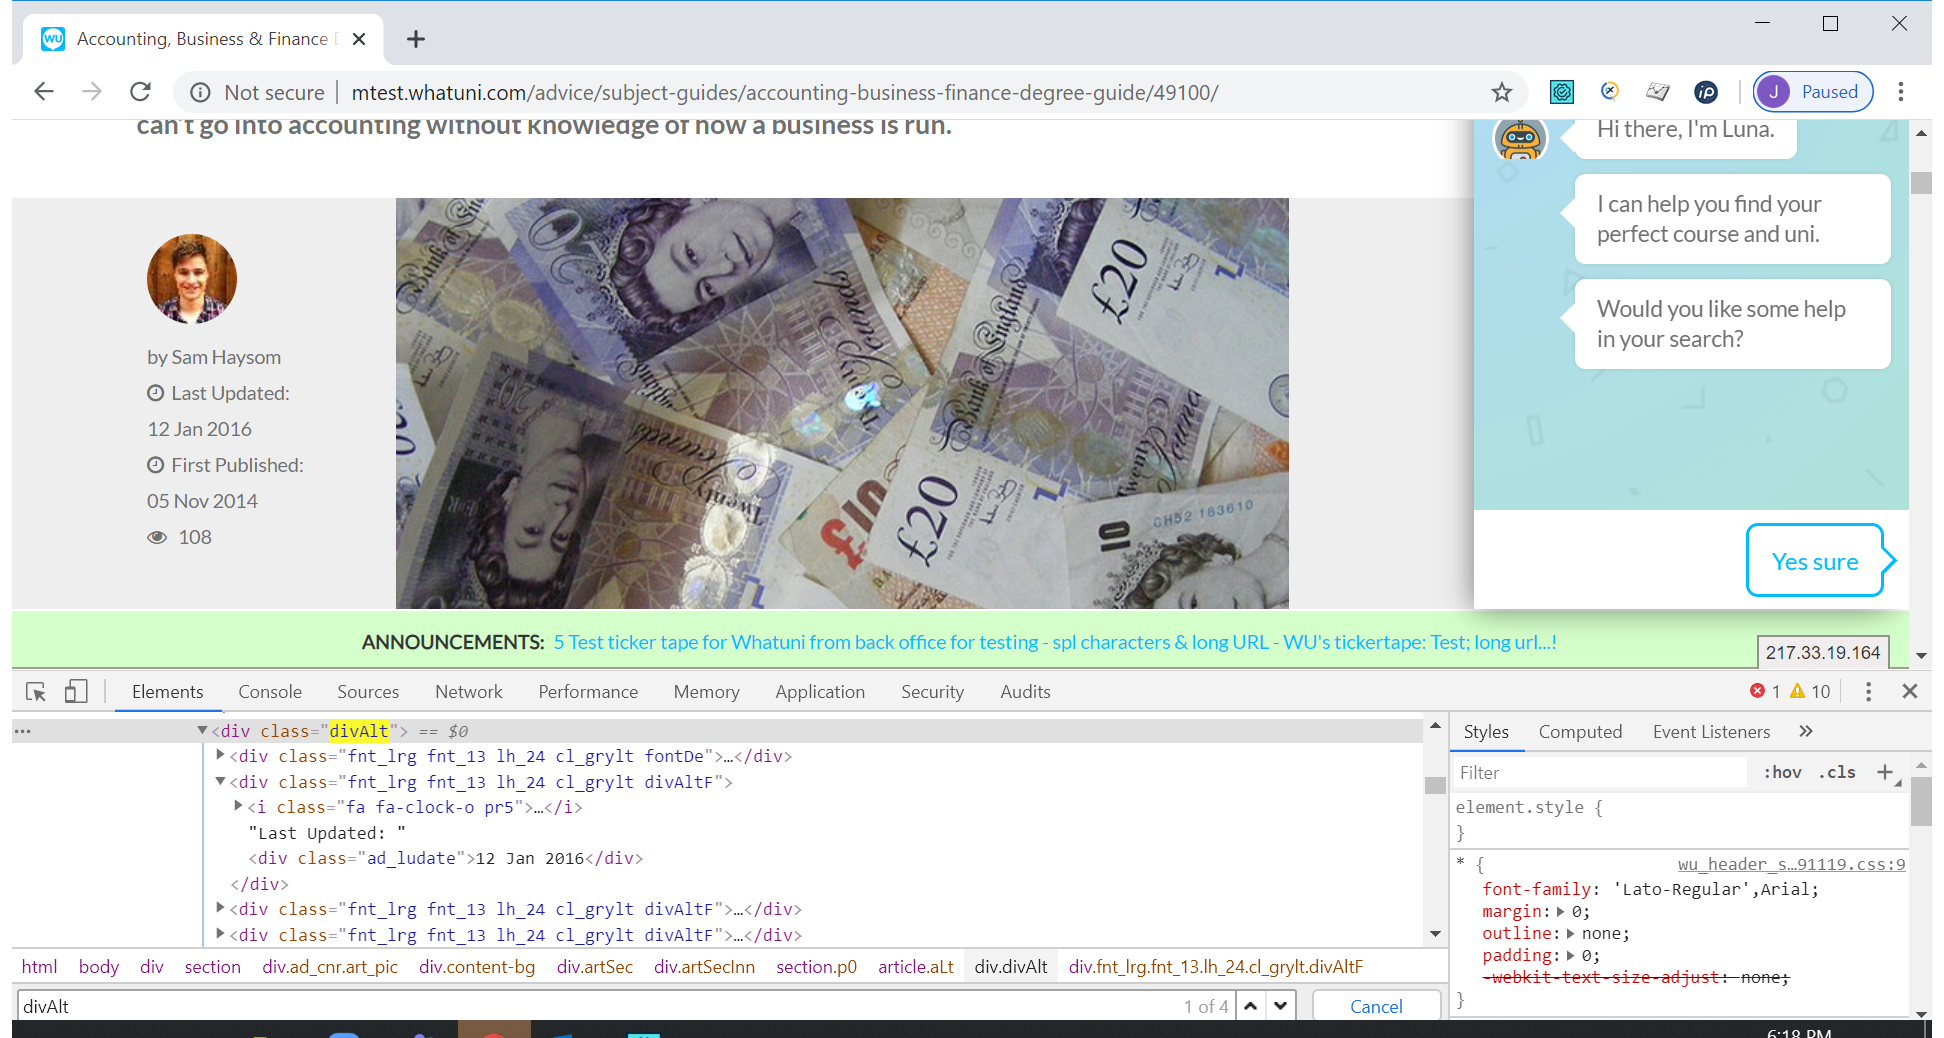 Accounting, Business & Finance D
Not secure | mtest.whatuni.com/advice/subject-guides/accounting-business-finance-degree-guide/49100/
J Paused
can't go into accounting without knowledge of how a business is run.
by Sam Haysom
Last Updated:
12 Jan 2016
First Published:
05 Nov 2014
108
Bank of England
£20
£20
£10
10
CH52 183610
Hi there, I'm Luna.
I can help you find your
perfect course and uni.
Would you like some help
in your search?
Yes sure
ANNOUNCEMENTS: 5 Test ticker tape for Whatuni from back office for testing - spl characters & long URL - WU's tickertape: Test; long url...!
217.33.19.164
Elements Console Sources Network Performance Memory Application Security Audits 1 10
... <div class="divAlt"> == $0
<div class="fnt_lrg fnt_13 lh_24 cl_grylt fontDe">…</div>
<div class="fnt_lrg fnt_13 lh_24 cl_grylt divAltF">
<i class="fa fa-clock-o pr5">…</i>
"Last Updated: "
<div class="ad_ludate">12 Jan 2016</div>
</div>
<div class="fnt_lrg fnt_13 lh_24 cl_grylt divAltF">…</div>
<div class="fnt_lrg fnt_13 lh_24 cl_grylt divAltF">…</div>
html body div section div.ad_cnr.art_pic div.content-bg div.artSec div.artSecInn section.p0 article.aLt div.divAlt div.fnt_lrg.fnt_13.lh_24.cl_grylt.divAltF
divAlt 1 of 4 Cancel
Styles Computed Event Listeners »
Filter :hov .cls +
element.style {
}
* { wu_header_s…91119.css:9
font-family: 'Lato-Regular',Arial;
margin: 0;
outline: none;
padding: 0;
-webkit-text-size-adjust: none;
}
6:18 PM